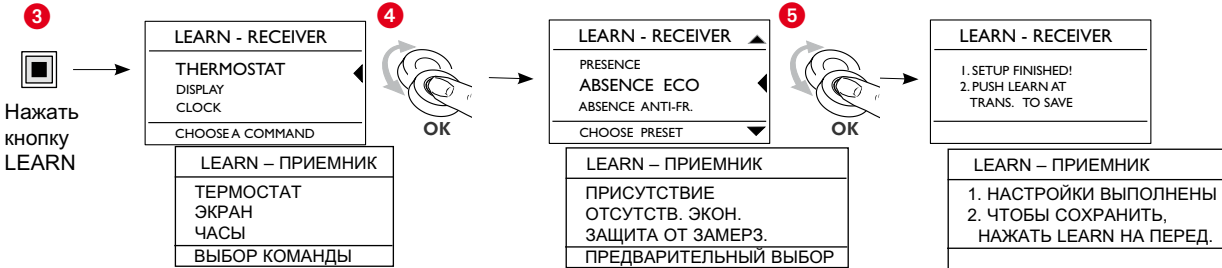 3
Нажать
кнопку
LEARN
LEARN - RECEIVER
THERMOSTAT
DISPLAY
CLOCK
CHOOSE A COMMAND
LEARN – ПРИЕМНИК
ТЕРМОСТАТ
ЭКРАН
ЧАСЫ
ВЫБОР КОМАНДЫ
4
OK
LEARN - RECEIVER
PRESENCE
ABSENCE ECO
ABSENCE ANTI-FR.
CHOOSE PRESET
LEARN – ПРИЕМНИК
ПРИСУТСТВИЕ
ОТСУТСТВ. ЭКОН.
ЗАЩИТА ОТ ЗАМЕРЗ.
ПРЕДВАРИТЕЛЬНЫЙ ВЫБОР
5
OK
LEARN - RECEIVER
1. SETUP FINISHED!
2. PUSH LEARN AT
TRANS. TO SAVE
LEARN – ПРИЕМНИК
1. НАСТРОЙКИ ВЫПОЛНЕНЫ
2. ЧТОБЫ СОХРАНИТЬ,
НАЖАТЬ LEARN НА ПЕРЕД.